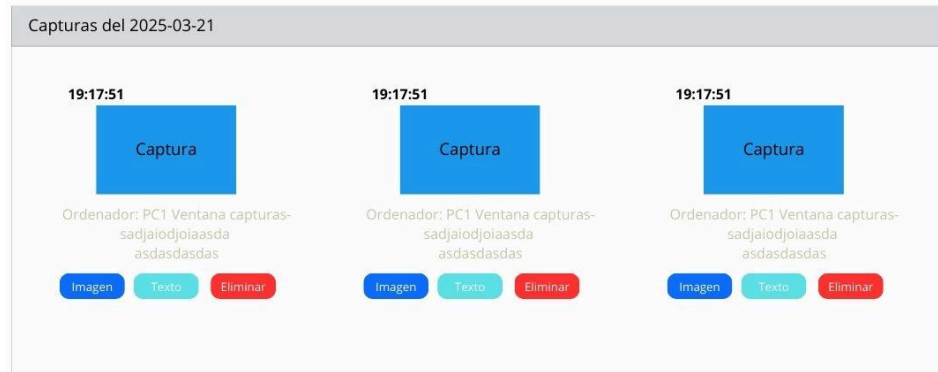 Capturas del 2025-03-21
19:17:51
Captura
Ordenador: PC1 Ventana capturas-
sadjaiodjoiaasda
asdasdasdas
Imagen Texto Eliminar
19:17:51
Captura
Ordenador: PC1 Ventana capturas-
sadjaiodjoiaasda
asdasdasdas
Imagen Texto Eliminar
19:17:51
Captura
Ordenador: PC1 Ventana capturas-
sadjaiodjoiaasda
asdasdasdas
Imagen Texto Eliminar